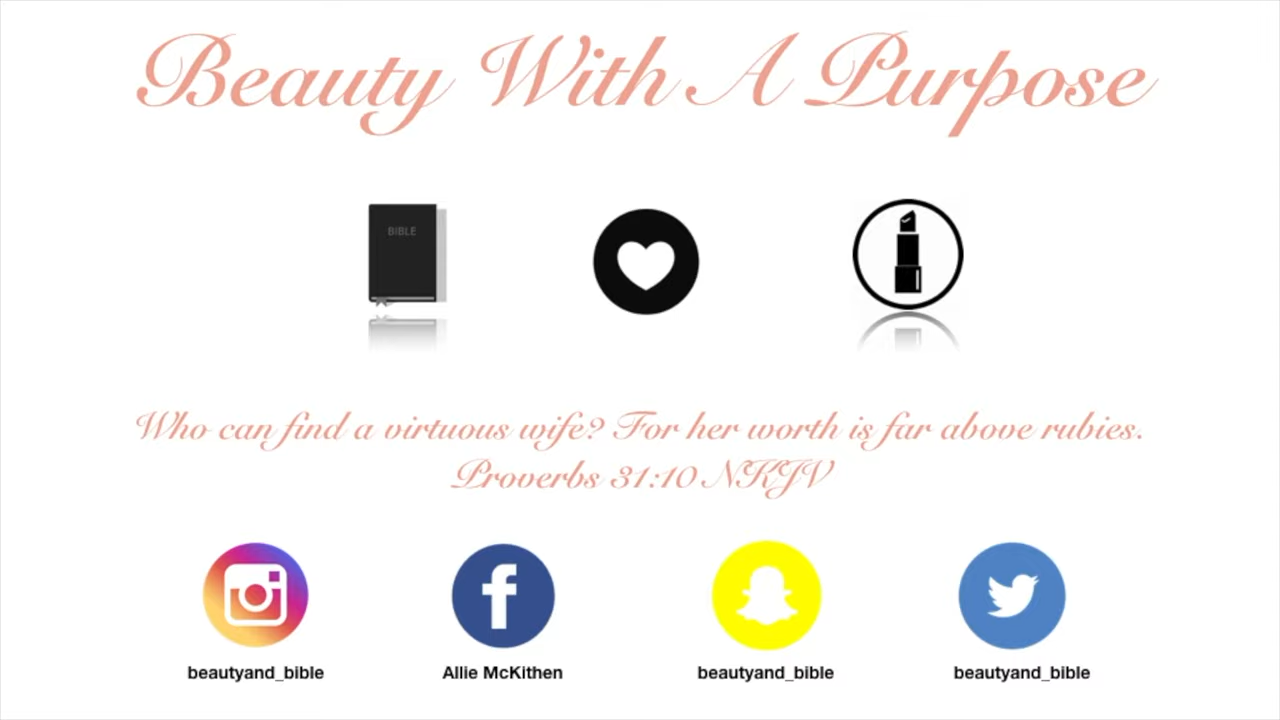 Beauty With A Purpose
BIBLE
Who can find a virtuous wife? For her worth is far above rubies.
Proverbs 31:10 NKJV
beautyand_bible
Allie McKithen
beautyand_bible
beautyand_bible